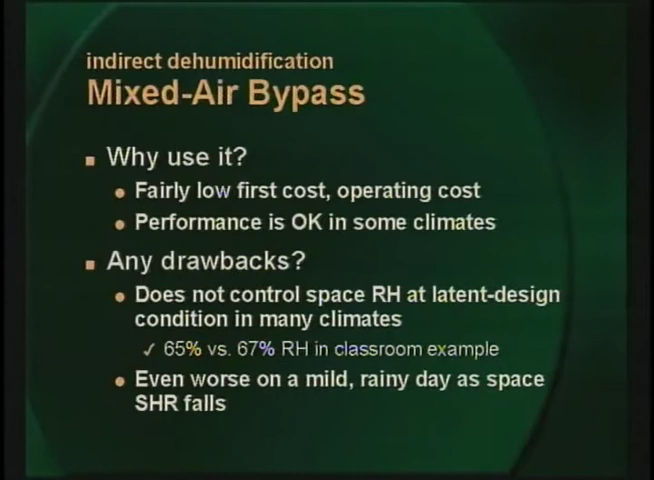 indirect dehumidification
Mixed-Air Bypass
Why use it?
Fairly low first cost, operating cost
Performance is OK in some climates
Any drawbacks?
Does not control space RH at latent-design
condition in many climates
✓ 65% vs. 67% RH in classroom example
Even worse on a mild, rainy day as space
SHR falls